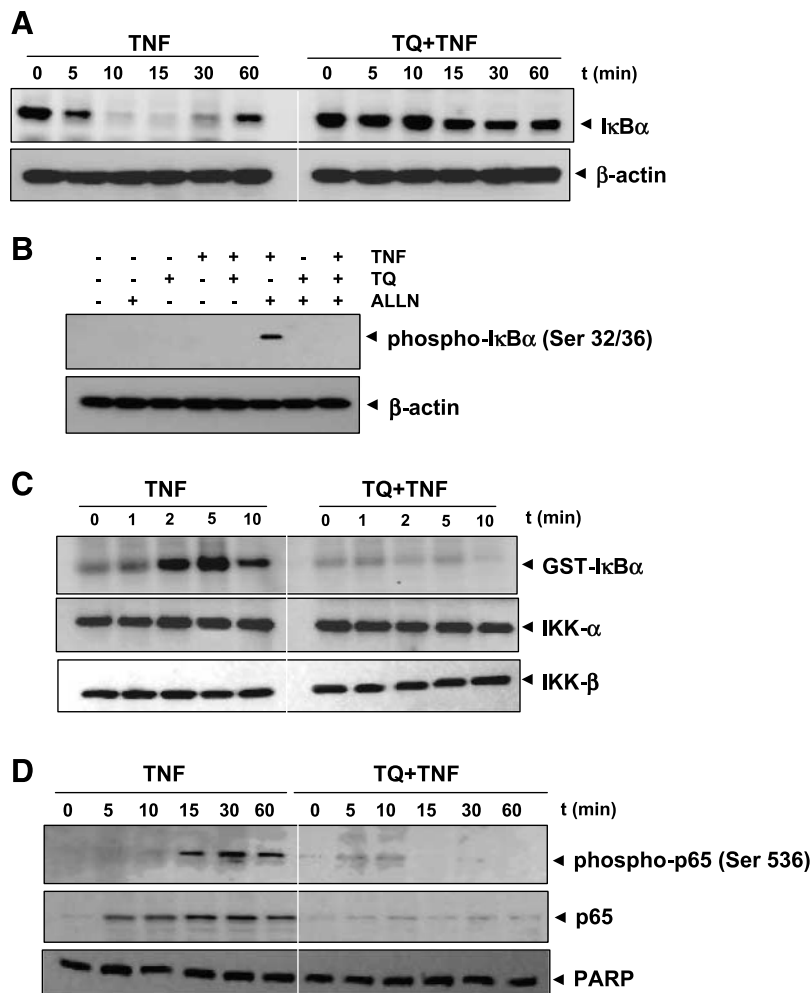 A
TNF TQ+TNF
0 5 10 15 30 60 0 5 10 15 30 60 t (min)
IκBα
β-actin
B
- - - + + + - + TNF
- - + - + - + + TQ
- + - - - + + + ALLN
phospho-IκBα (Ser 32/36)
β-actin
C
TNF TQ+TNF
0 1 2 5 10 0 1 2 5 10 t (min)
GST-IκBα
IKK-α
IKK-β
D
TNF TQ+TNF
0 5 10 15 30 60 0 5 10 15 30 60 t (min)
phospho-p65 (Ser 536)
p65
PARP